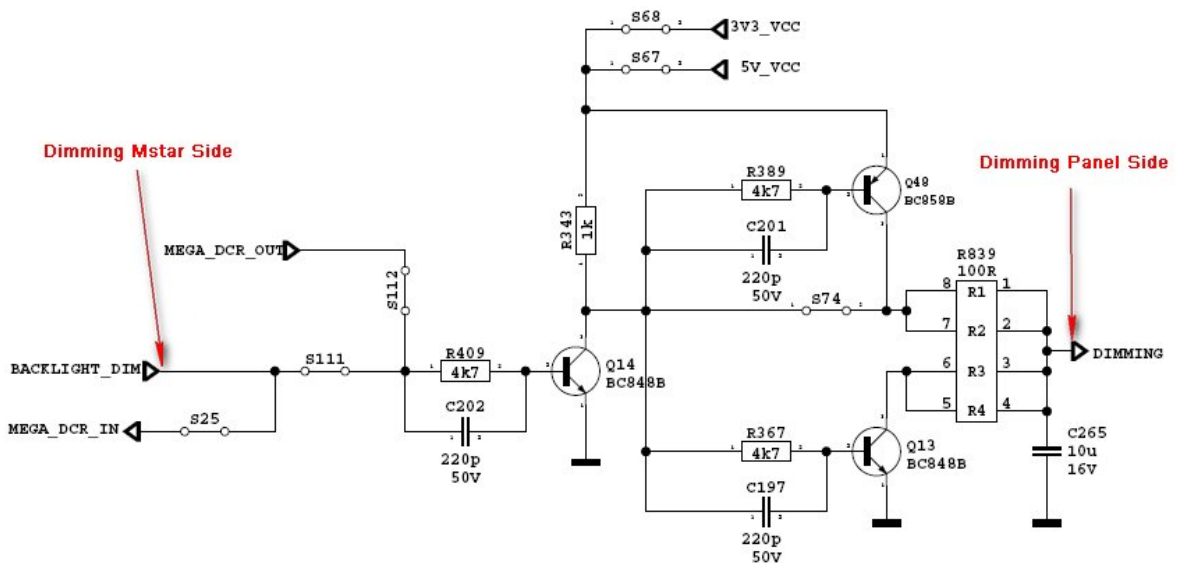 S68
3V3_VCC
S67
5V_VCC
Dimming Mstar Side
Dimming Panel Side
R389
4k7
Q48
BC858B
C201
220p
50V
R343
1k
MEGA_DCR_OUT
S112
S74
R839
100R
8 R1 1
7 R2 2
6 R3 3
5 R4 4
DIMMING
BACKLIGHT_DIM
S111
R409
4k7
Q14
BC848B
MEGA_DCR_IN
S25
C202
220p
50V
R367
4k7
Q13
BC848B
C265
10u
16V
C197
220p
50V